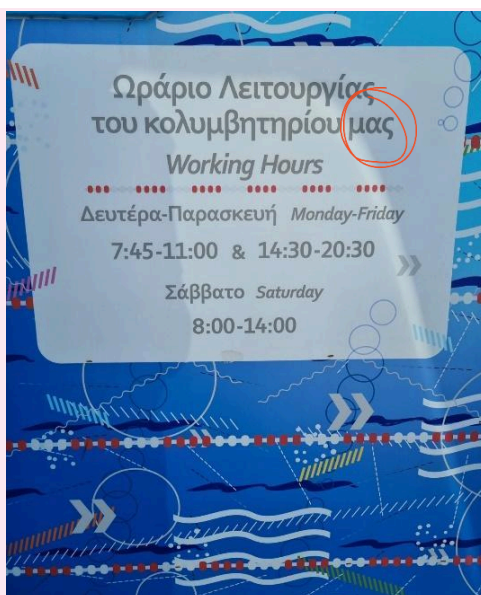 Ωράριο Λειτουργίας
του κολυμβητηρίου μας
Working Hours
Δευτέρα-Παρασκευή Monday-Friday
7:45-11:00 & 14:30-20:30
Σάββατο Saturday
8:00-14:00